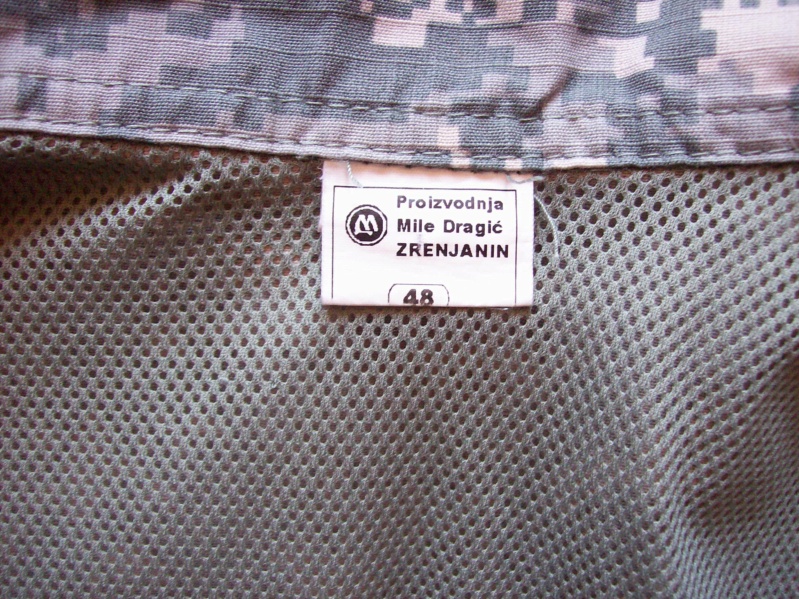 Proizvodnja
Mile Dragić
ZRENJANIN
48